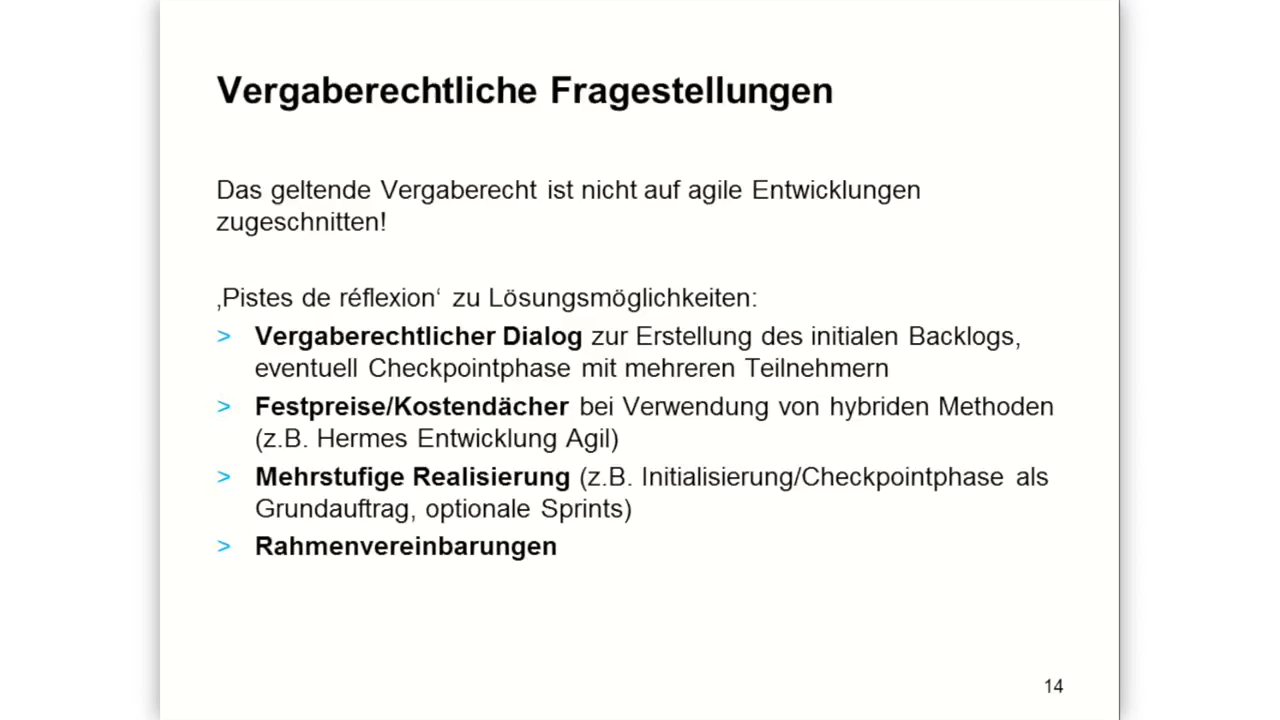 Vergaberechtliche Fragestellungen
Das geltende Vergaberecht ist nicht auf agile Entwicklungen
zugeschnitten!
‚Pistes de réflexion‘ zu Lösungsmöglichkeiten:
> Vergaberechtlicher Dialog zur Erstellung des initialen Backlogs,
eventuell Checkpointphase mit mehreren Teilnehmern
> Festpreise/Kostendächer bei Verwendung von hybriden Methoden
(z.B. Hermes Entwicklung Agil)
> Mehrstufige Realisierung (z.B. Initialisierung/Checkpointphase als
Grundauftrag, optionale Sprints)
> Rahmenvereinbarungen
14